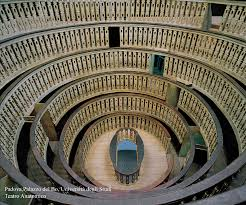 Padova, Palazzo del Bo, Università degli Studi
Teatro Anatomico